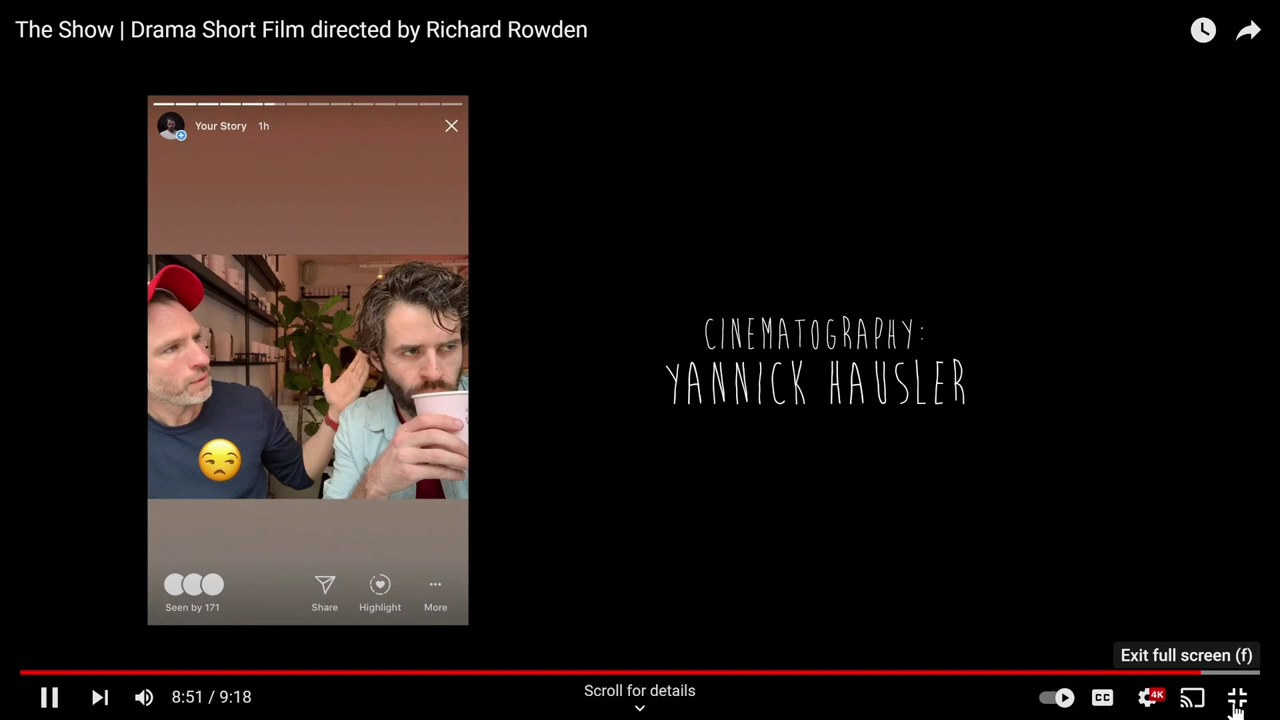 The Show | Drama Short Film directed by Richard Rowden
Your Story 1h
CINEMATOGRAPHY:
YANNICK HAUSLER
Seen by 171
Share
Highlight
More
Exit full screen (f)
8:51 / 9:18
Scroll for details
CC
4K